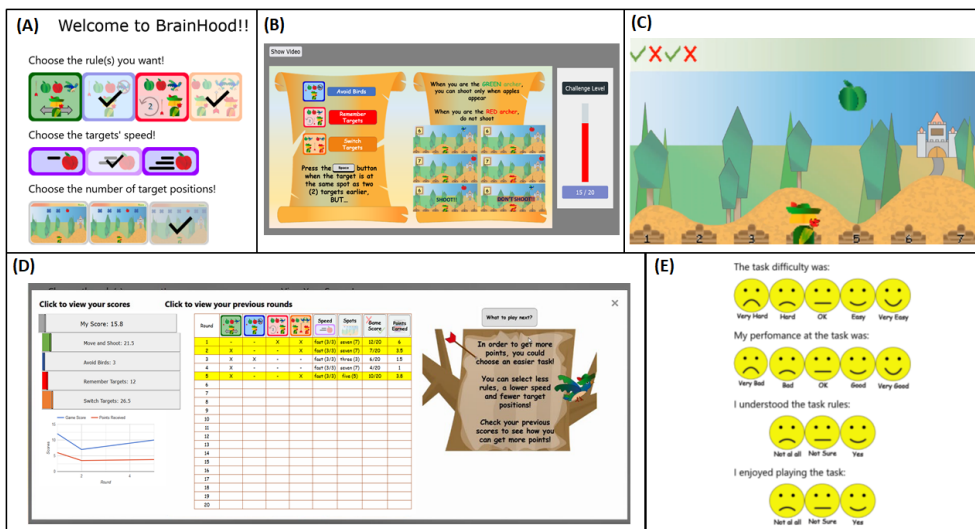 (A)
Welcome to BrainHood!!
Choose the rule(s) you want!
2
Choose the targets' speed!
Choose the number of target positions!
(B)
Show Video
Avoid Birds
Remember
Targets
Switch
Targets
Press the Space button
when the target is at
the same spot as two
(2) targets earlier,
BUT...
When you are the GREEN archer,
you can shoot only when apples
appear
When you are the RED archer,
do not shoot
SHOOT!!
DON'T SHOOT!!!
Challenge Level
15 / 20
(C)
1 2 3 5 6 7
(D)
Click to view your scores
My Score: 15.8
Move and Shoot: 21.5
Avoid Birds: 3
Remember Targets: 12
Switch Targets: 26.5
Game Score Points Received
Scores
15
10
5
0
2 4
Round
Click to view your previous rounds
Round Speed Spots Game Score Points Earned
1 - - X X fast (3/3) seven (7) 12/20 6
2 X - - X fast (3/3) seven (7) 7/20 3.5
3 X X - - fast (3/3) three (3) 6/20 1.5
4 X - - - fast (3/3) seven (7) 4/20 1
5 X - - X fast (3/3) five (5) 10/20 3.8
6
7
8
9
10
11
12
13
14
15
16
17
18
19
20
×
What to play next?
In order to get more
points, you could
choose an easier task!
You can select less
rules, a lower speed
and fewer target
positions!
Check your previous
scores to see how you
can get more points!
(E)
The task difficulty was:
Very Hard Hard OK Easy Very Easy
My perfomance at the task was:
Very Bad Bad OK Good Very Good
I understood the task rules:
Not al all Not Sure Yes
I enjoyed playing the task:
Not al all Not Sure Yes